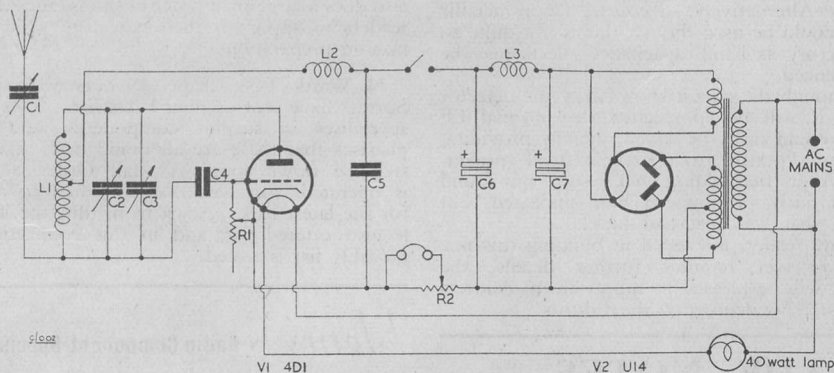 C1
L2
L3
L1
C2
C3
C4
R1
C5
+
C6
+
-
C7
AC
MAINS
R2
V1 4D1
V2 U14
40 watt lamp